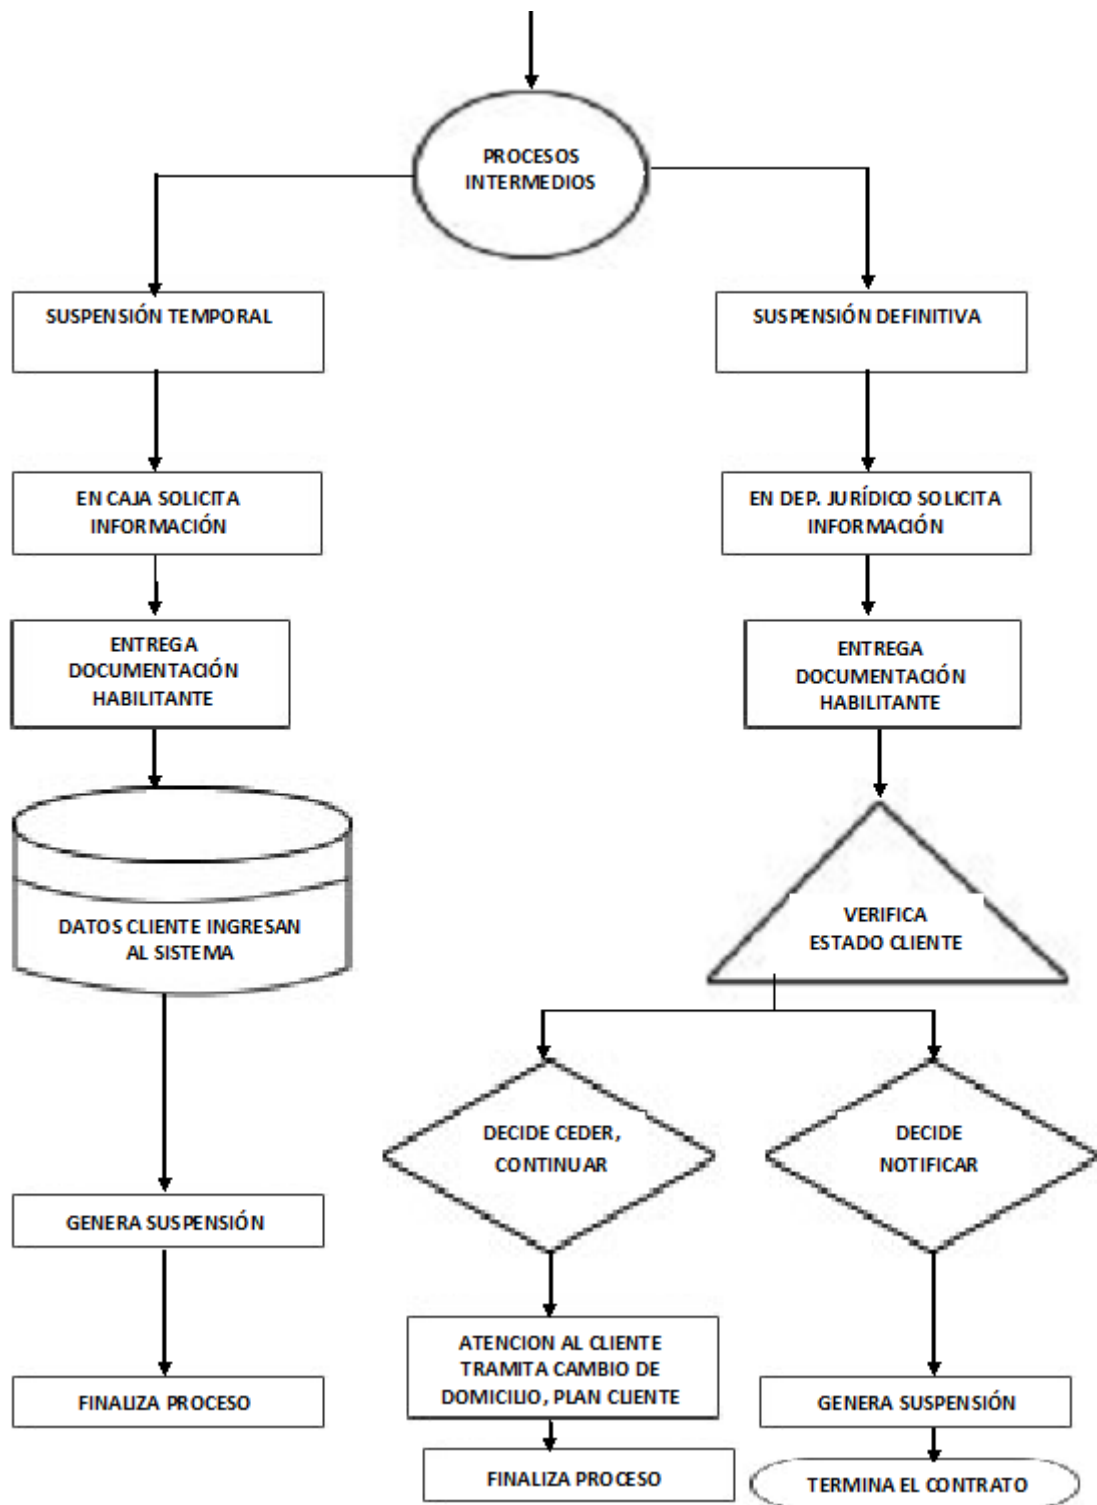 PROCESOS
INTERMEDIOS
SUSPENSIÓN TEMPORAL
SUSPENSIÓN DEFINITIVA
EN CAJA SOLICITA
INFORMACIÓN
EN DEP. JURÍDICO SOLICITA
INFORMACIÓN
ENTREGA
DOCUMENTACIÓN
HABILITANTE
ENTREGA
DOCUMENTACIÓN
HABILITANTE
DATOS CLIENTE INGRESAN
AL SISTEMA
VERIFICA
ESTADO CLIENTE
DECIDE CEDER,
CONTINUAR
DECIDE
NOTIFICAR
GENERA SUSPENSIÓN
ATENCION AL CLIENTE
TRAMITA CAMBIO DE
DOMICILIO, PLAN CLIENTE
FINALIZA PROCESO
GENERA SUSPENSIÓN
FINALIZA PROCESO
TERMINA EL CONTRATO